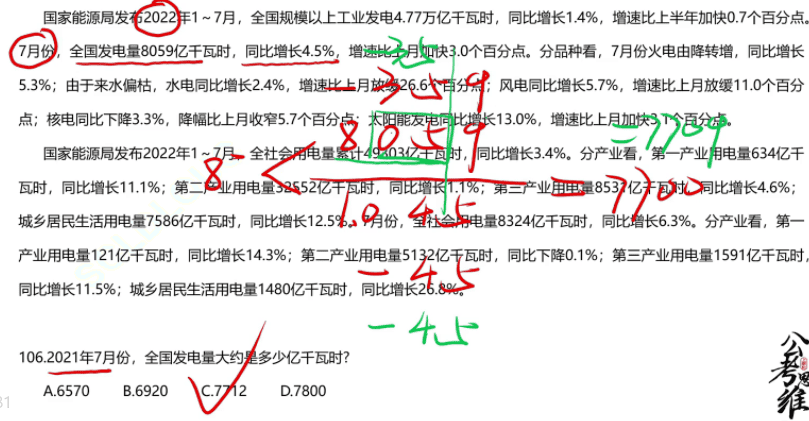 国家能源局发布2022年1～7月，全国规模以上工业发电4.77万亿千瓦时，同比增长1.4%，增速比上半年加快0.7个百分点。
7月份，全国发电量8059亿千瓦时，同比增长4.5%，增速比上月加快3.0个百分点。分品种看，7月份火电由降转增，同比增长
5.3%；由于来水偏枯，水电同比增长2.4%，增速比上月放缓26.6个百分点；风电同比增长5.7%，增速比上月放缓11.0个百分
点；核电同比下降3.3%，降幅比上月收窄5.7个百分点；太阳能发电同比增长13.0%，增速比上月加快3.1个百分点。
国家能源局发布2022年1～7月，全社会用电量累计49303亿千瓦时，同比增长3.4%。分产业看，第一产业用电量634亿千
瓦时，同比增长11.1%；第二产业用电量32552亿千瓦时，同比增长1.1%；第三产业用电量8531亿千瓦时，同比增长4.6%；
城乡居民生活用电量7586亿千瓦时，同比增长12.5%。7月份，全社会用电量8324亿千瓦时，同比增长6.3%。分产业看，第一
产业用电量121亿千瓦时，同比增长14.3%；第二产业用电量5132亿千瓦时，同比下降0.1%；第三产业用电量1591亿千瓦时，
同比增长11.5%；城乡居民生活用电量1480亿千瓦时，同比增长26.8%。
35
-359
8059
=7709
8-
1.045
=7700
-45
-45
106.2021年7月份，全国发电量大约是多少亿千瓦时?
A.6570 B.6920 C.7712 D.7800
公考思维
31